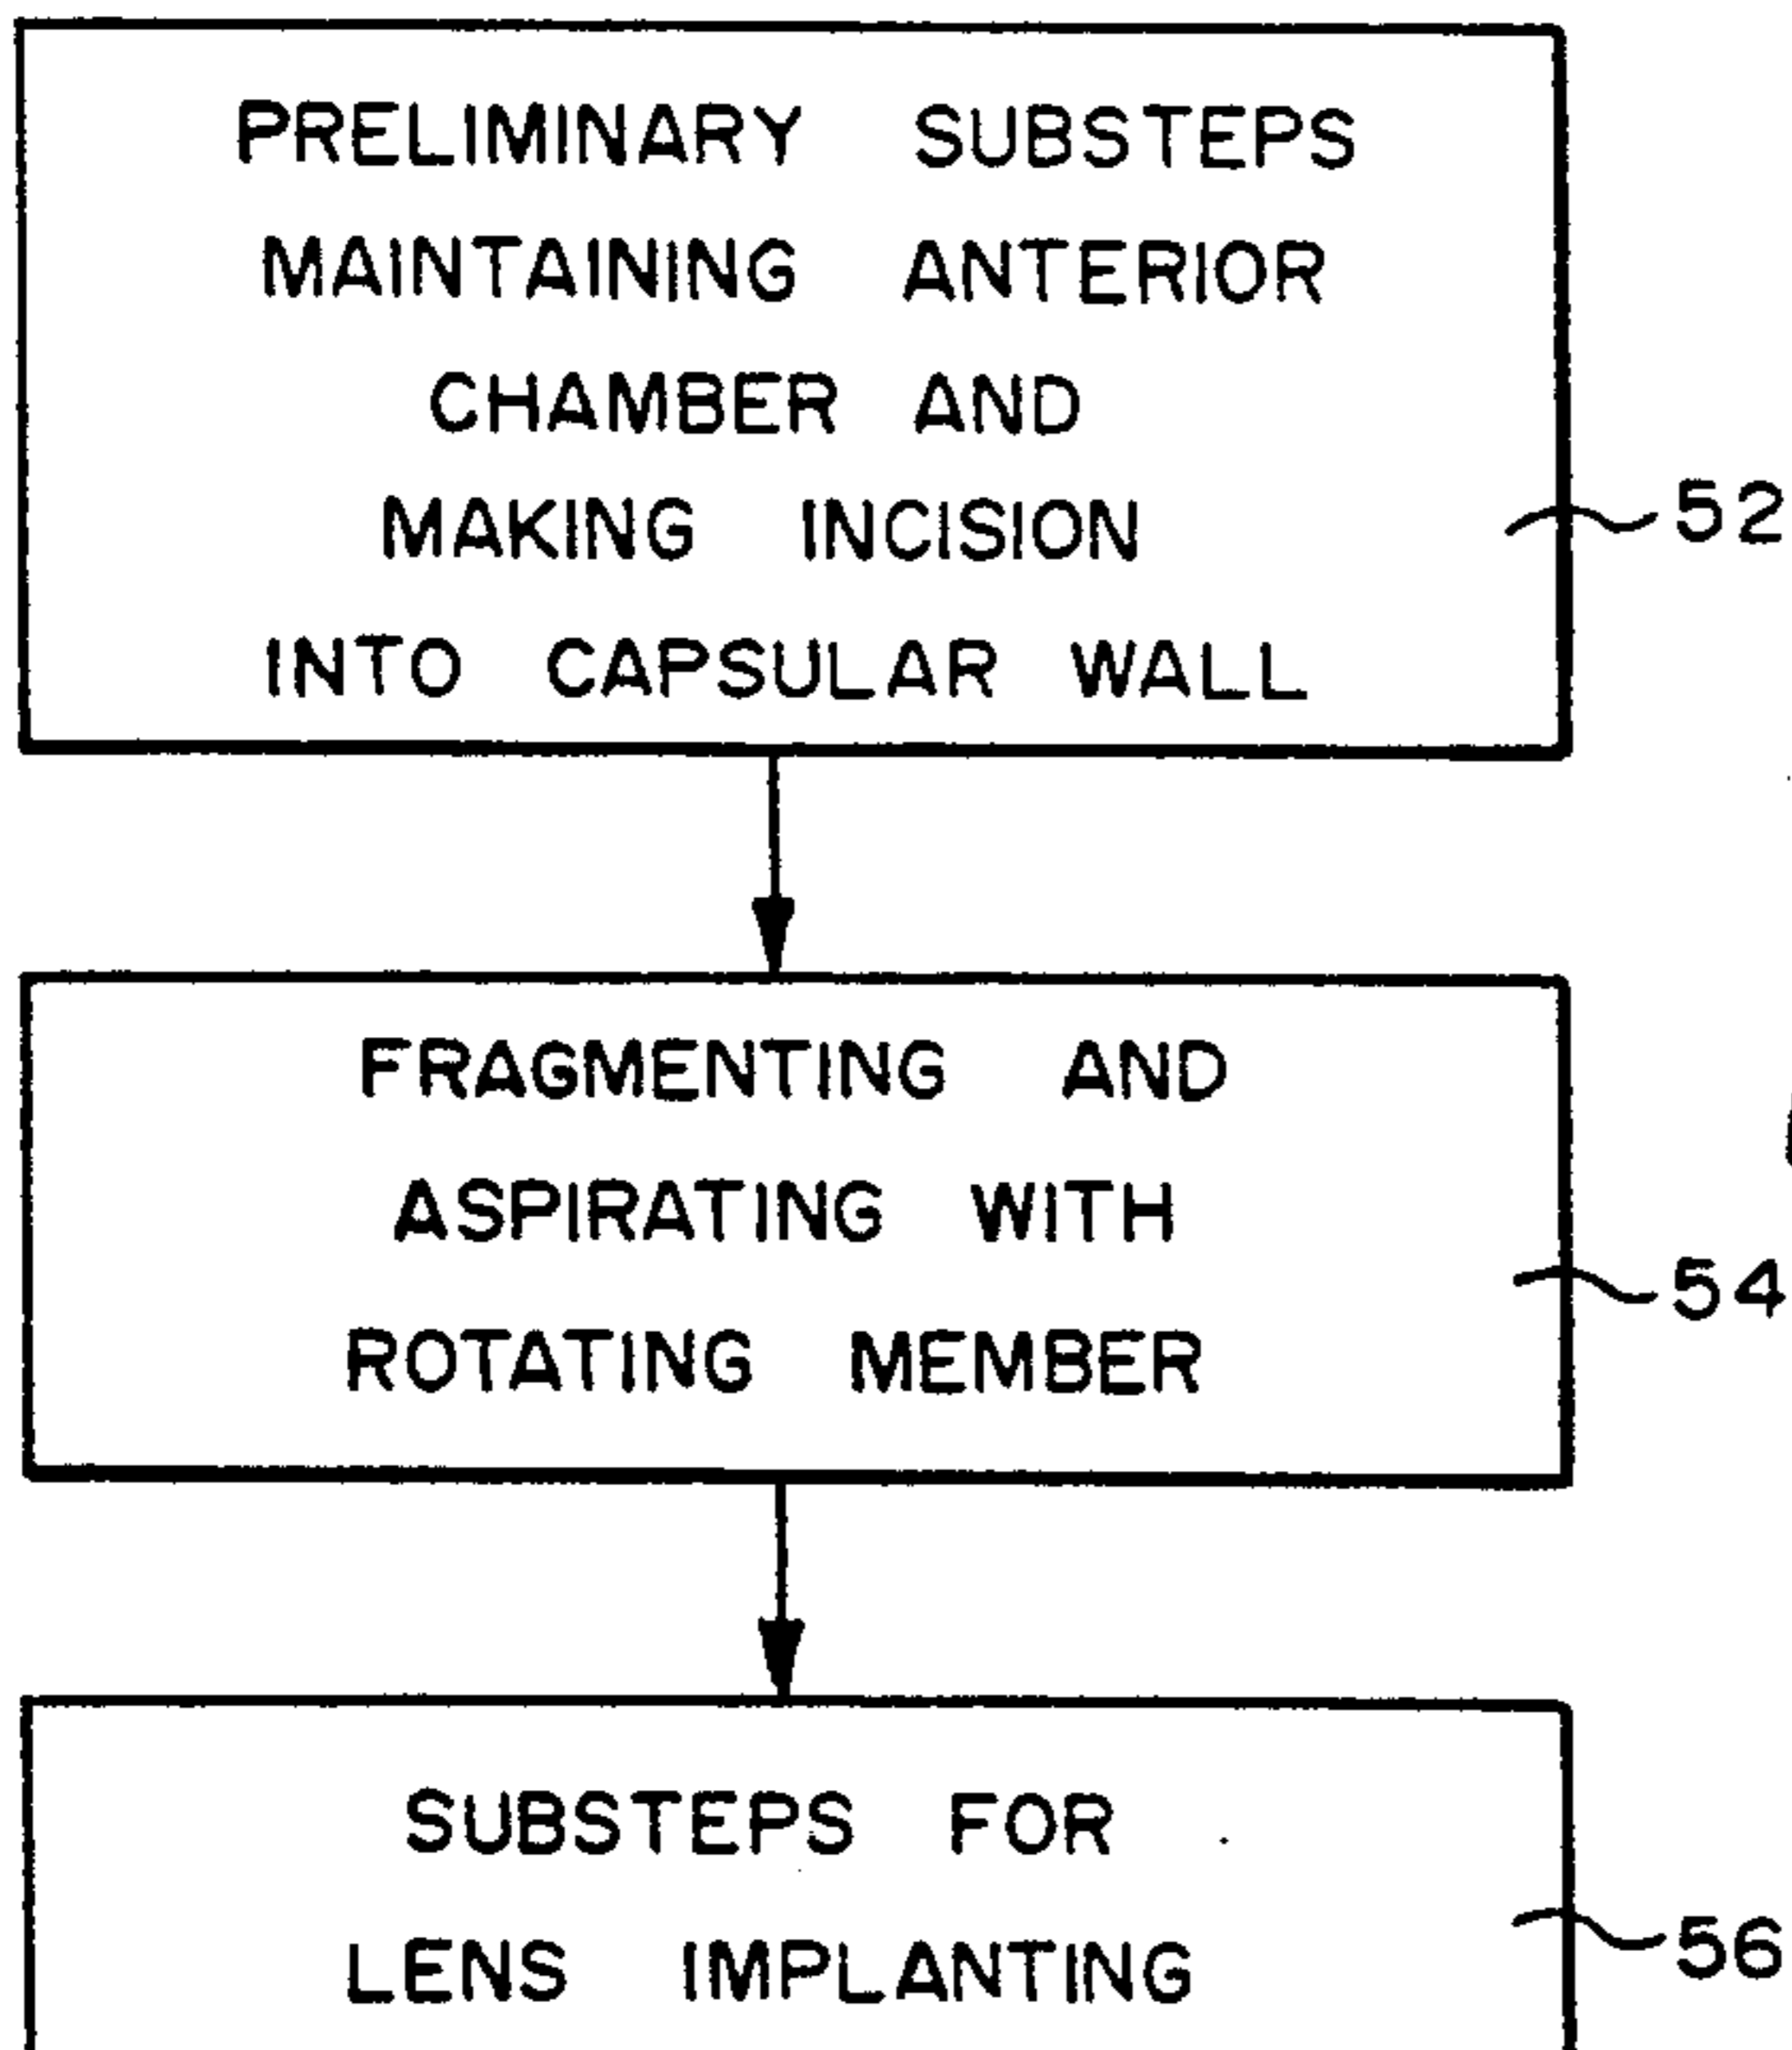 PRELIMINARY SUBSTEPS
MAINTAINING ANTERIOR
CHAMBER AND
MAKING INCISION
INTO CAPSULAR WALL
52
FRAGMENTING AND
ASPIRATING WITH
ROTATING MEMBER
54
SUBSTEPS FOR
LENS IMPLANTING
56